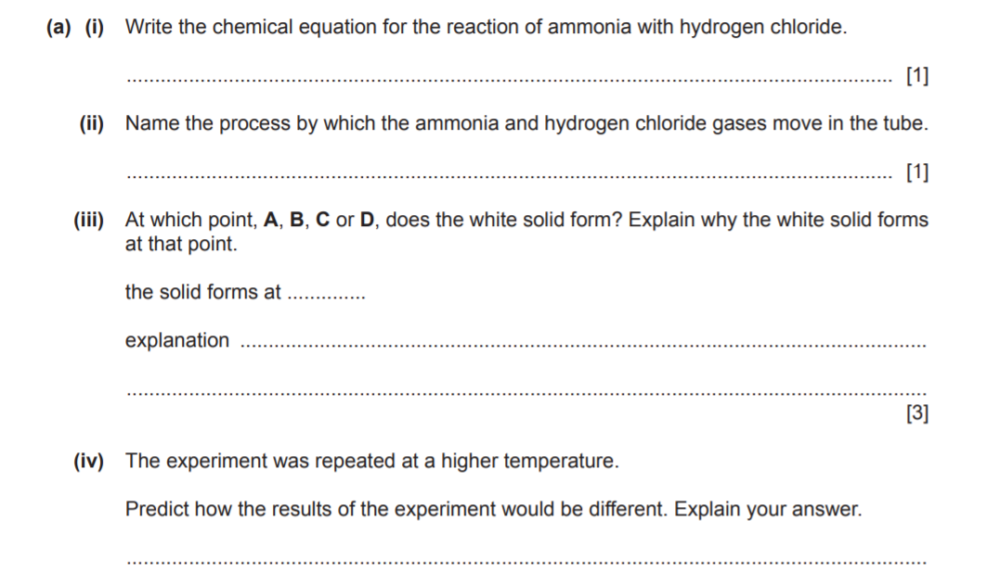 (a) (i) Write the chemical equation for the reaction of ammonia with hydrogen chloride.
.............................................................................................................................. [1]
(ii) Name the process by which the ammonia and hydrogen chloride gases move in the tube.
.............................................................................................................................. [1]
(iii) At which point, A, B, C or D, does the white solid form? Explain why the white solid forms
at that point.
the solid forms at ..............
explanation ................................................................................................................
....................................................................................................................................
[3]
(iv) The experiment was repeated at a higher temperature.
Predict how the results of the experiment would be different. Explain your answer.
....................................................................................................................................